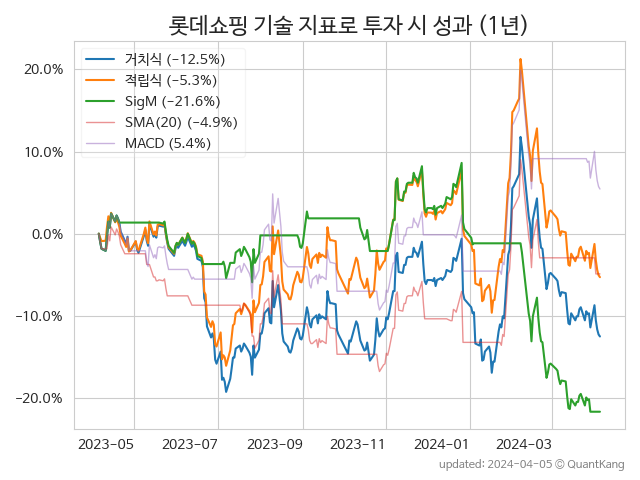 롯데쇼핑 기술 지표로 투자 시 성과 (1년)
거치식 (−12.5%)
적립식 (−5.3%)
SigM (−21.6%)
SMA(20) (−4.9%)
MACD (5.4%)
20.0%
10.0%
0.0%
−10.0%
−20.0%
2023-05 2023-07 2023-09 2023-11 2024-01 2024-03
updated: 2024-04-05 © QuantKang